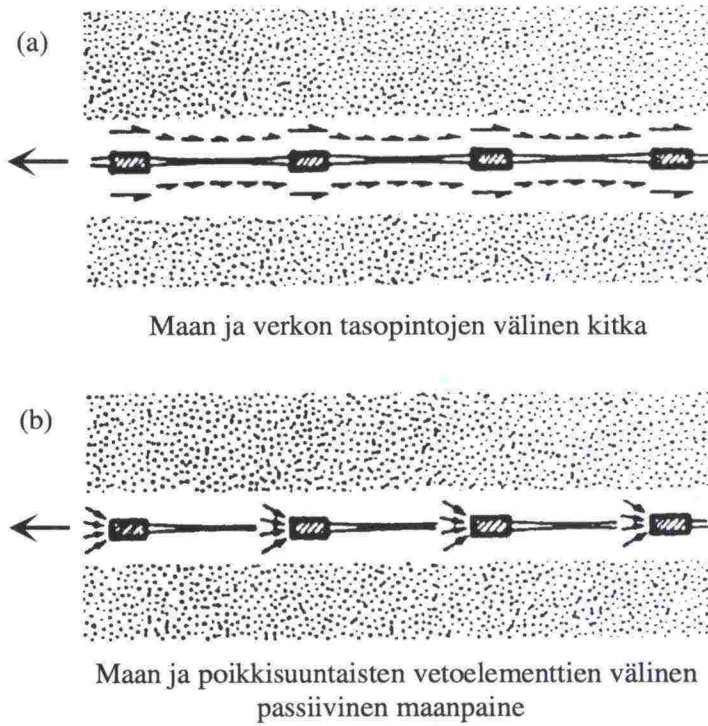 (a)
Maan ja verkon tasopintojen välinen kitka
(b)
Maan ja poikkisuuntaisten vetoelementtien välinen
passiivinen maanpaine